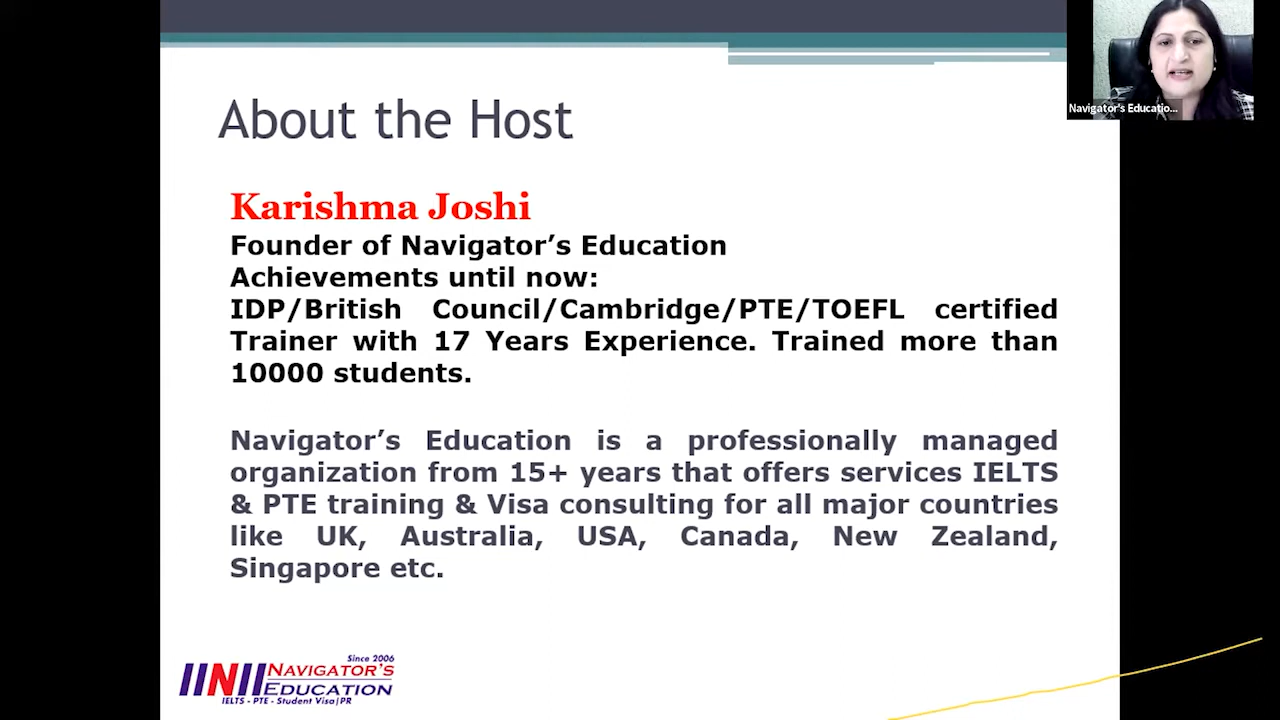 Navigator's Educatio...
About the Host
Karishma Joshi
Founder of Navigator’s Education
Achievements until now:
IDP/British Council/Cambridge/PTE/TOEFL certified
Trainer with 17 Years Experience. Trained more than
10000 students.
Navigator’s Education is a professionally managed
organization from 15+ years that offers services IELTS
& PTE training & Visa consulting for all major countries
like UK, Australia, USA, Canada, New Zealand,
Singapore etc.
Since 2006
NAVIGATOR'S
EDUCATION
IELTS - PTE - Student Visa|PR